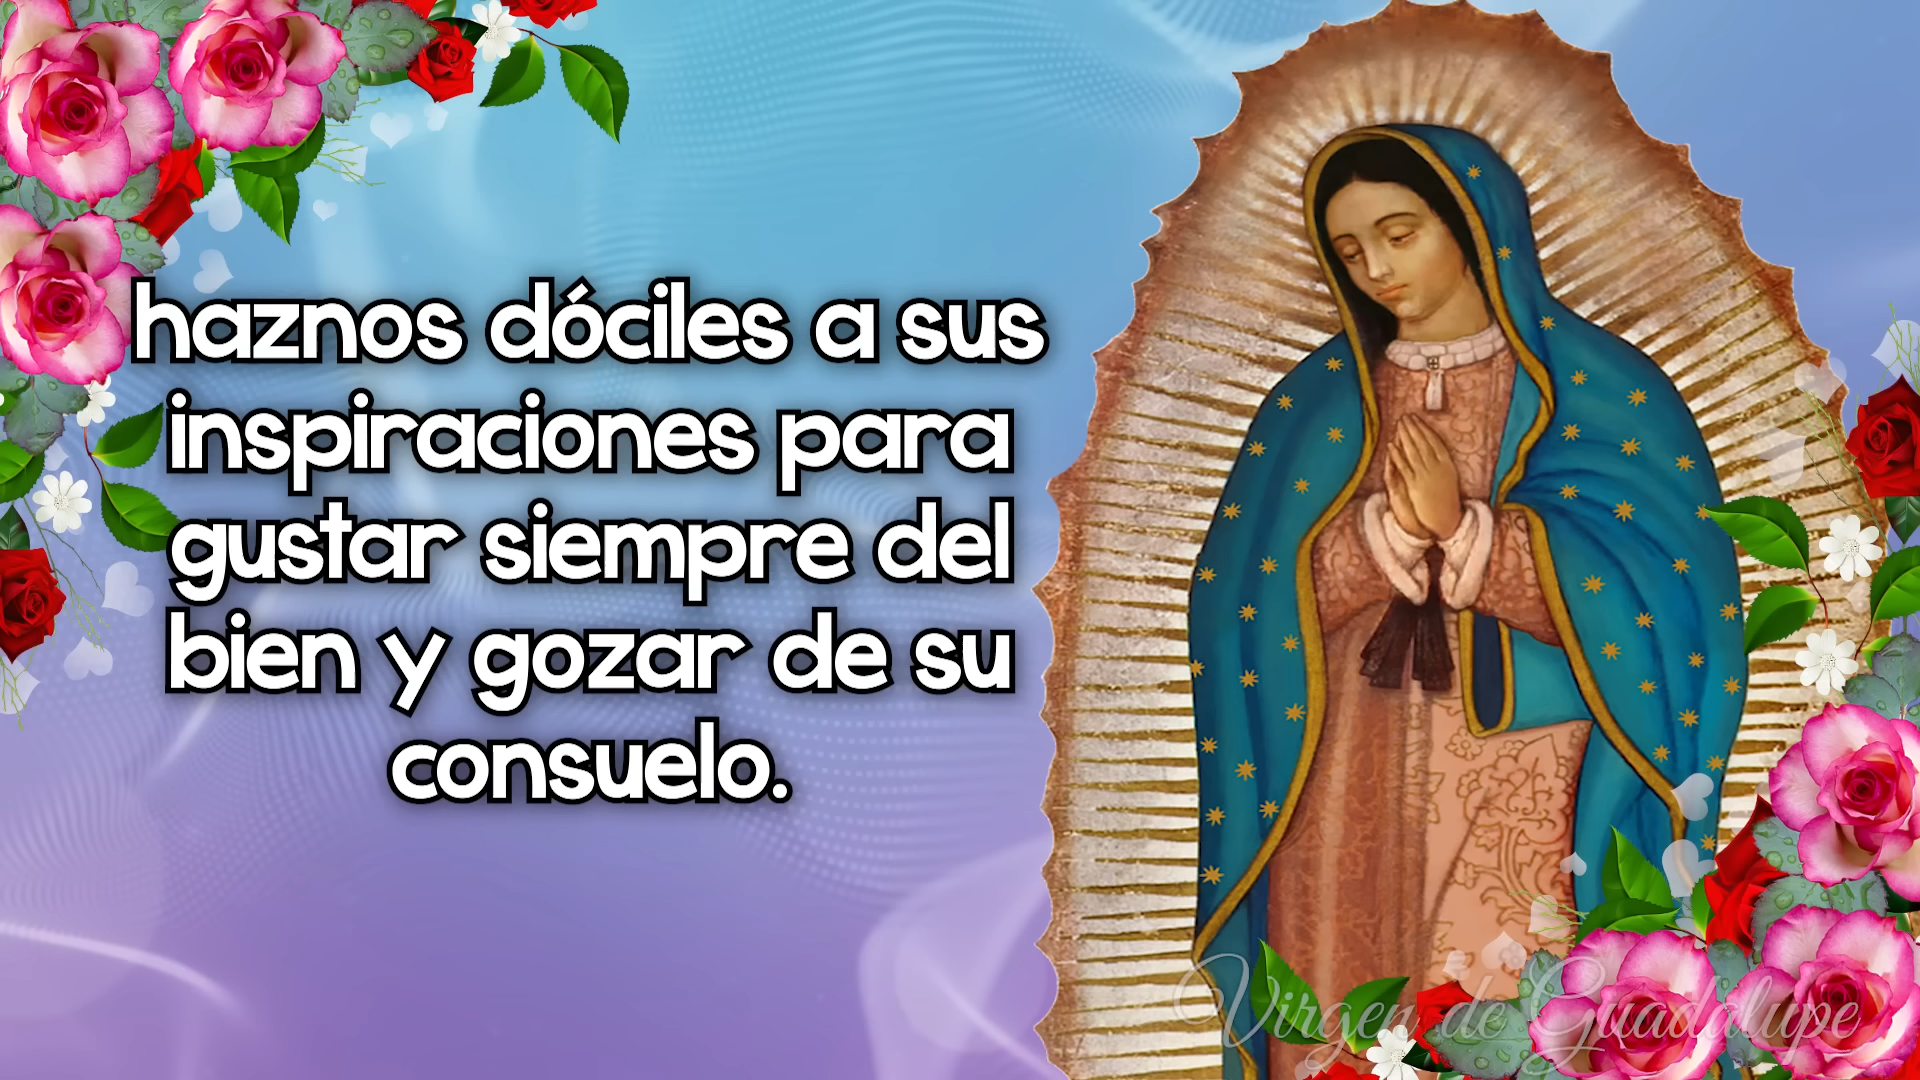 haznos dóciles a sus
inspiraciones para
gustar siempre del
bien y gozar de su
consuelo.
Virgen de Guadalupe